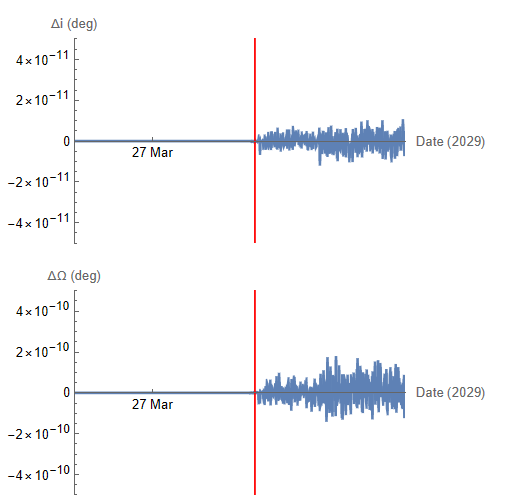 Δi (deg)
4×10⁻¹¹
2×10⁻¹¹
0
Date (2029)
27 Mar
−2×10⁻¹¹
−4×10⁻¹¹
ΔΩ (deg)
4×10⁻¹⁰
2×10⁻¹⁰
0
Date (2029)
27 Mar
−2×10⁻¹⁰
−4×10⁻¹⁰